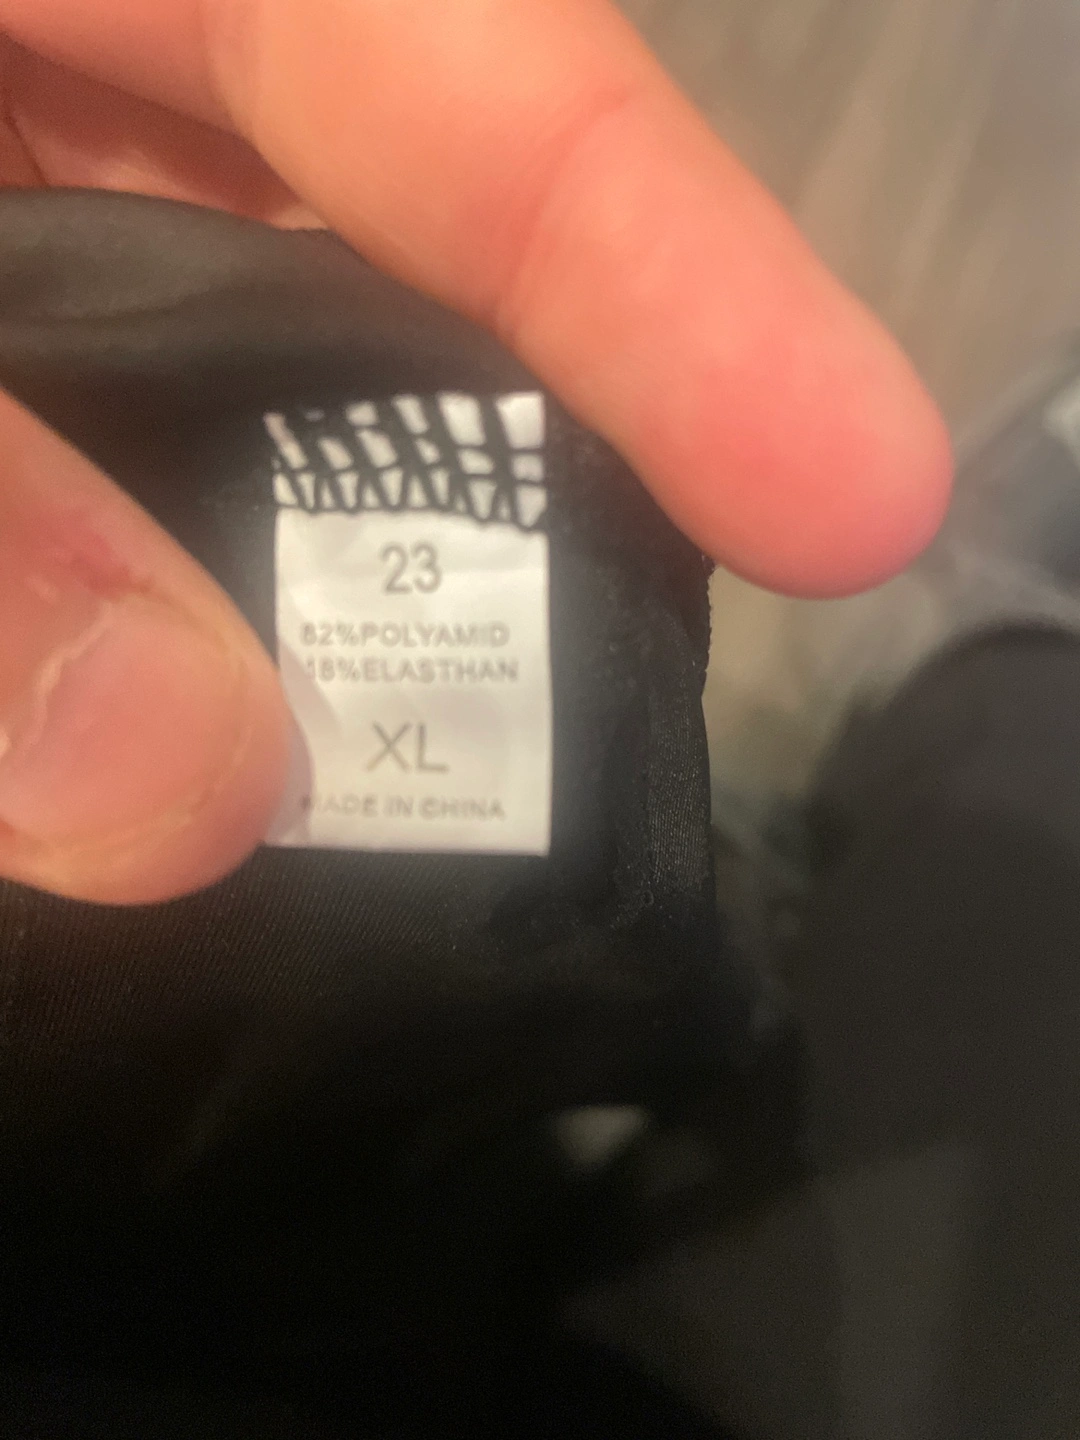 23
82%POLYAMID
18%ELASTHAN
XL
MADE IN CHINA